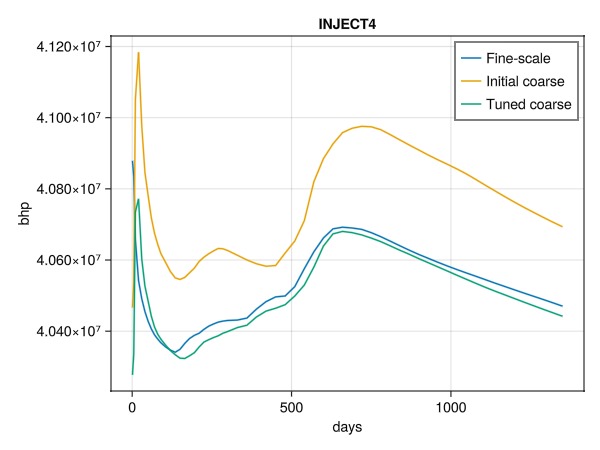 INJECT4
4.120×10⁷
4.100×10⁷
4.080×10⁷
4.060×10⁷
4.040×10⁷
bhp
Fine-scale
Initial coarse
Tuned coarse
0
500
1000
days